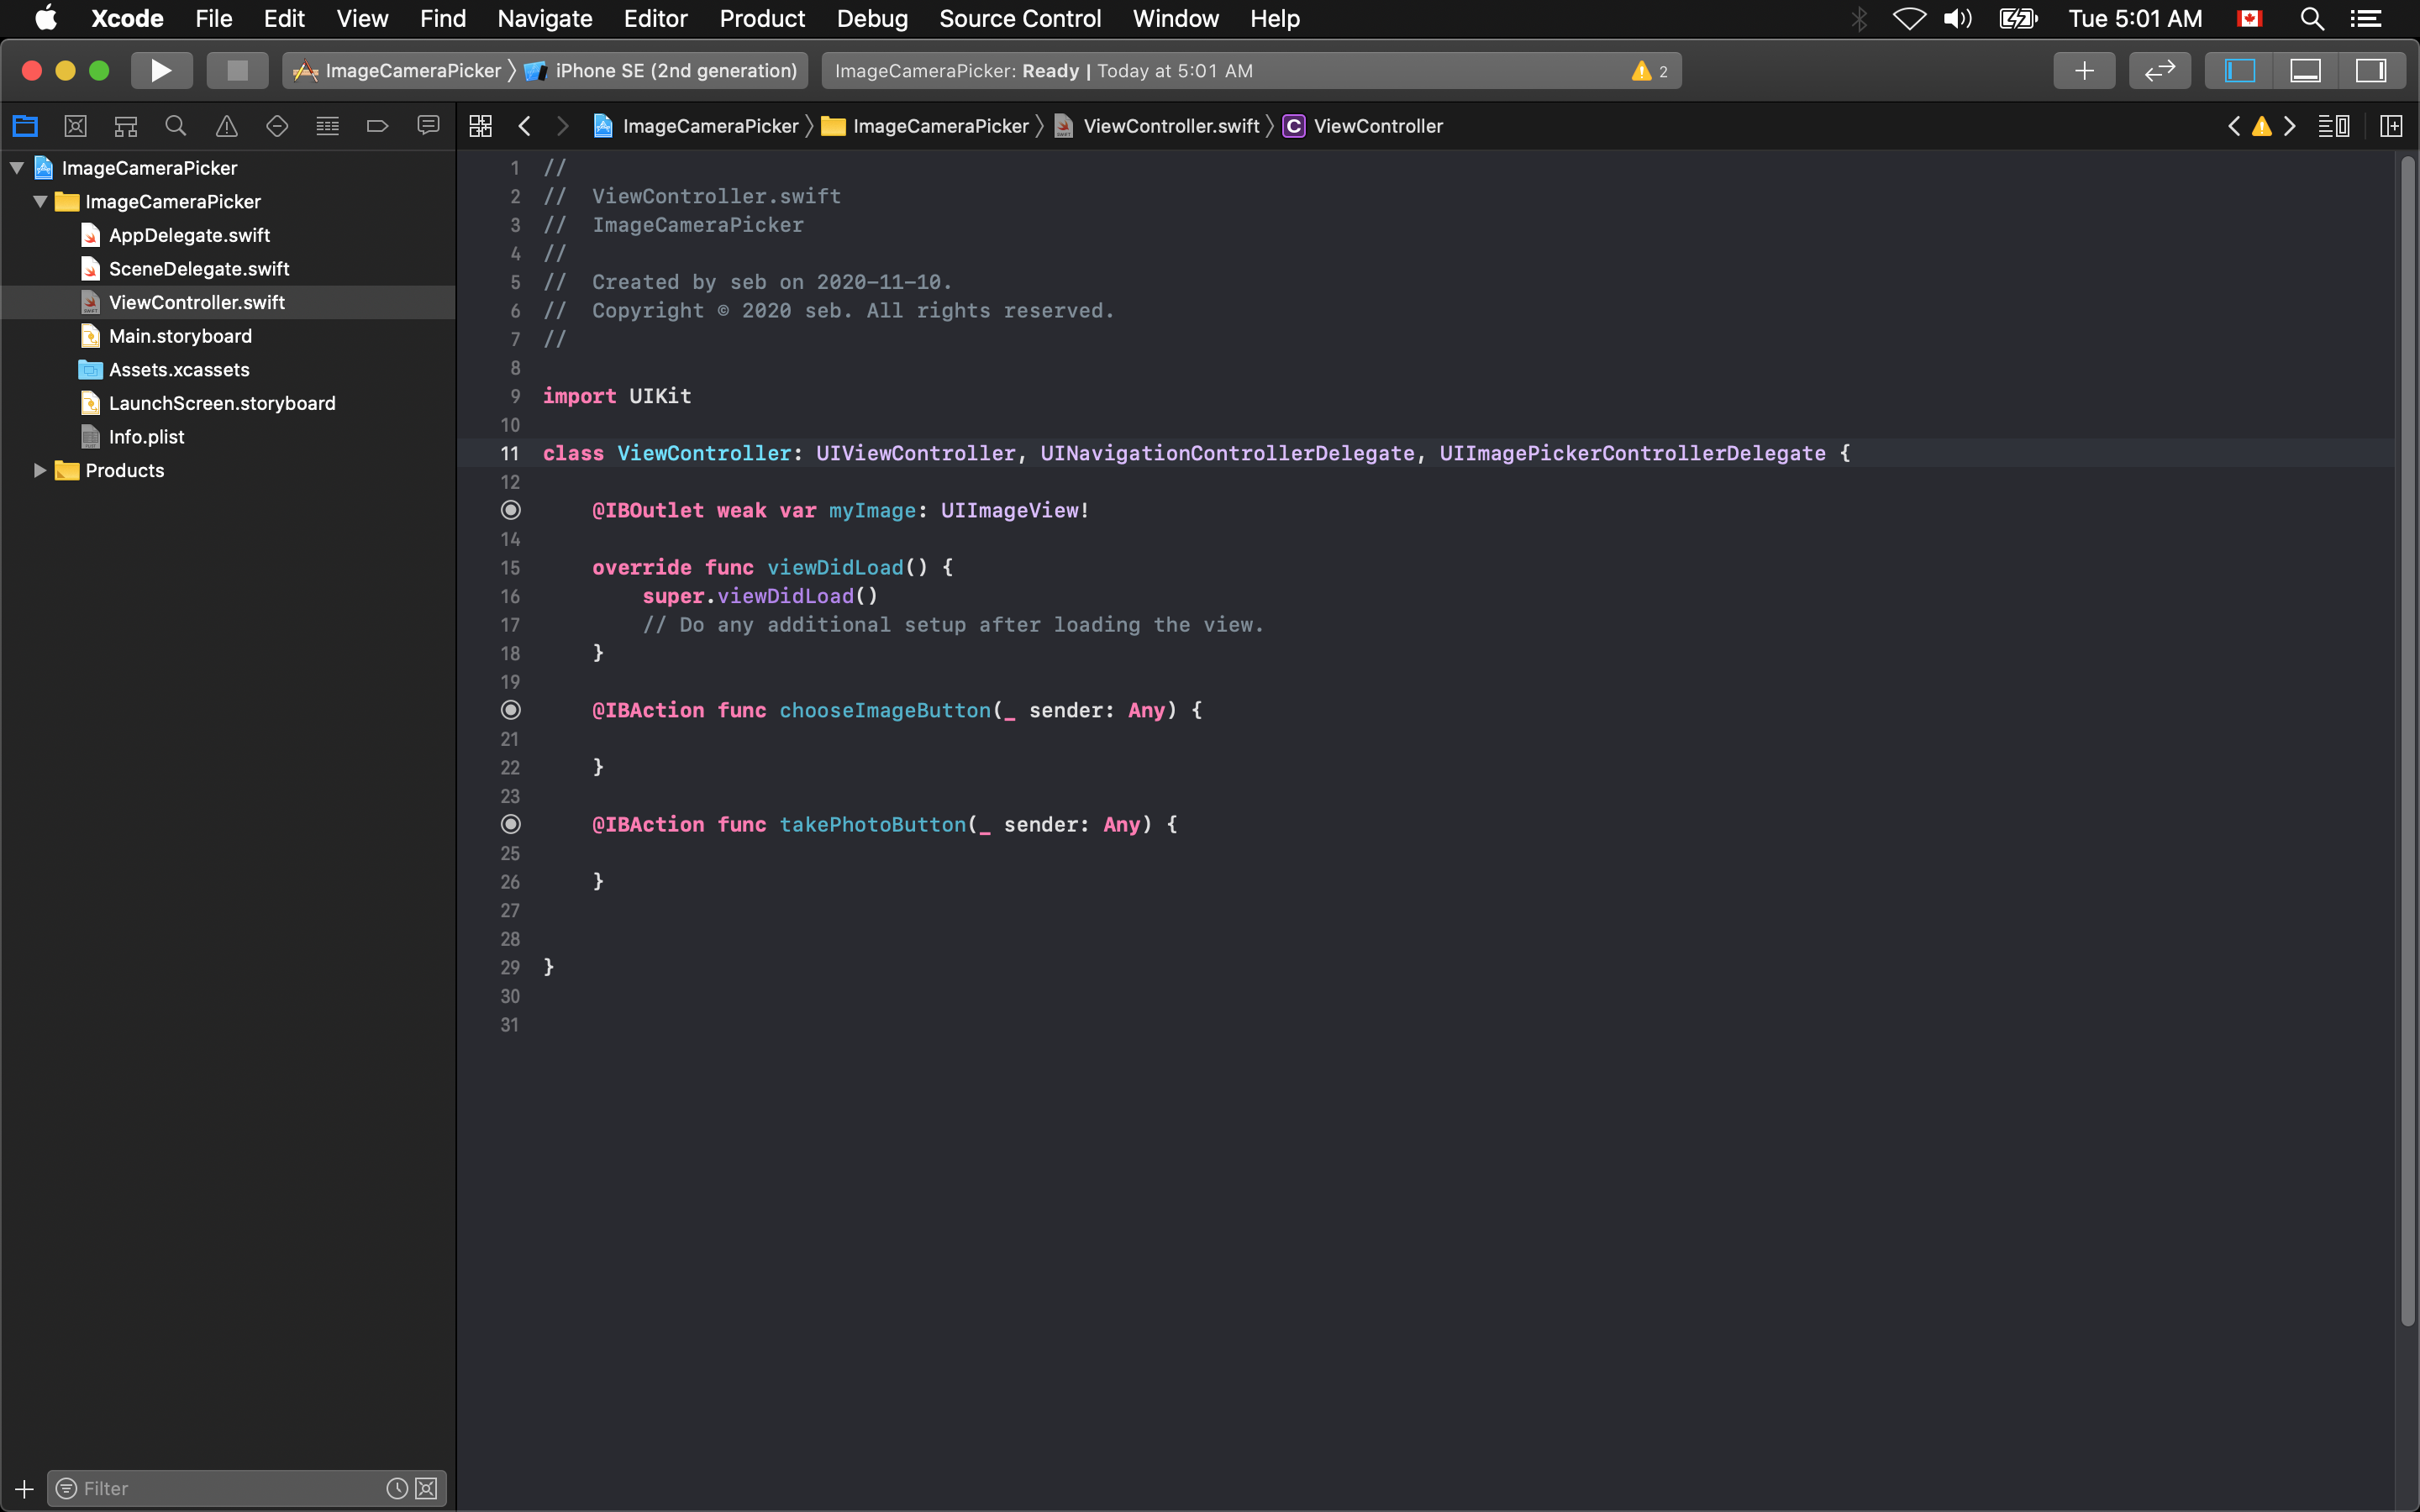 Xcode File Edit View Find Navigate Editor Product Debug Source Control Window Help Tue 5:01 AM
ImageCameraPicker iPhone SE (2nd generation) ImageCameraPicker: Ready | Today at 5:01 AM 2
ImageCameraPicker ImageCameraPicker ViewController.swift C ViewController
ImageCameraPicker
ImageCameraPicker
AppDelegate.swift
SceneDelegate.swift
ViewController.swift
Main.storyboard
Assets.xcassets
LaunchScreen.storyboard
Info.plist
Products
Filter
1 //
2 //  ViewController.swift
3 //  ImageCameraPicker
4 //
5 //  Created by seb on 2020-11-10.
6 //  Copyright © 2020 seb. All rights reserved.
7 //
8
9 import UIKit
10
11 class ViewController: UIViewController, UINavigationControllerDelegate, UIImagePickerControllerDelegate {
12
@IBOutlet weak var myImage: UIImageView!
14
15 override func viewDidLoad() {
16 super.viewDidLoad()
17 // Do any additional setup after loading the view.
18 }
19
@IBAction func chooseImageButton(_ sender: Any) {
21
22 }
23
@IBAction func takePhotoButton(_ sender: Any) {
25
26 }
27
28
29 }
30
31